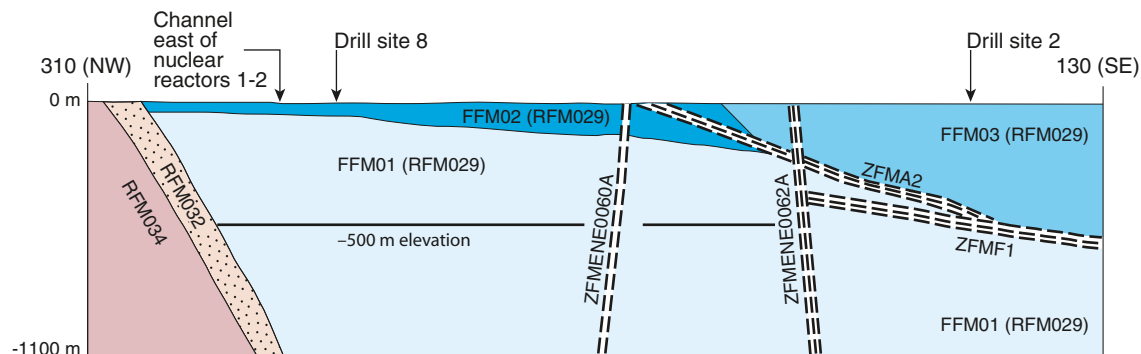 Channel
east of
nuclear
reactors 1-2
Drill site 8
Drill site 2
310 (NW)
130 (SE)
0 m
FFM02 (RFM029)
FFM03 (RFM029)
FFM01 (RFM029)
ZFMA2
RFM032
RFM034
–500 m elevation
ZFMENE0060A
ZFMENE0062A
ZFMF1
FFM01 (RFM029)
-1100 m